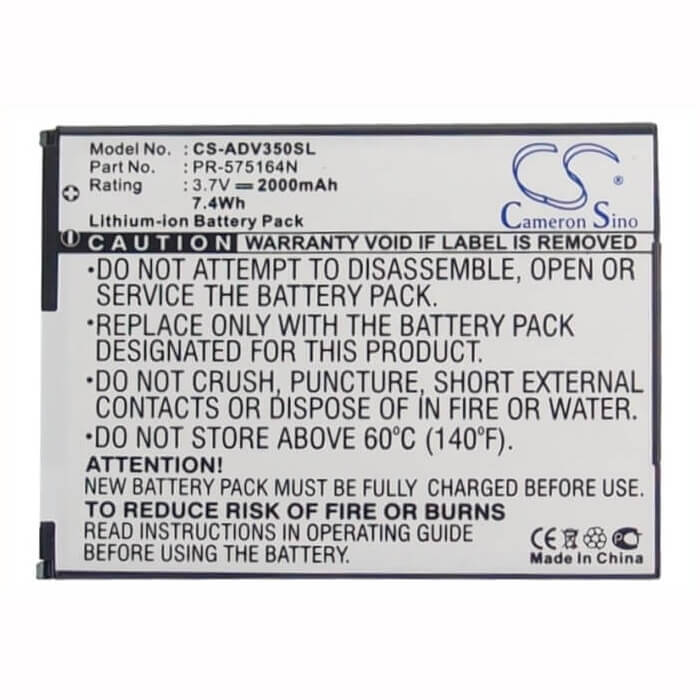 Model No. : CS-ADV350SL
Part No. : PR-575164N
Rating : 3.7V 2000mAh
7.4Wh
Lithium-ion Battery Pack
CS
Cameron Sino
CAUTION WARRANTY VOID IF LABEL IS REMOVED
•DO NOT ATTEMPT TO DISASSEMBLE, OPEN OR
SERVICE THE BATTERY PACK.
•REPLACE ONLY WITH THE BATTERY PACK
DESIGNATED FOR YOUR PRODUCT.
•DO NOT CRUSH, PUNCTURE, SHORT EXTERNAL
CONTACTS OR DISPOSE OF IN FIRE OR WATER.
•DO NOT STORE ABOVE 60°C (140°F).
ATTENTION!
NEW BATTERY PACK MUST BE FULLY CHARGED BEFORE INITIAL USE
TO REDUCE RISK OF FIRE OR BURNS
READ INSTRUCTIONS IN OPERATING GUIDE
BEFORE USING THE BATTERY.
CE
Made in China